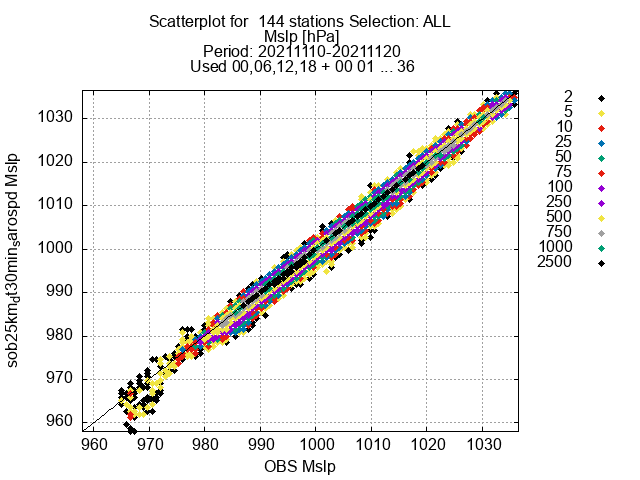 Scatterplot for  144 stations Selection: ALL
Mslp [hPa]
Period: 20211110-20211120
Used 00,06,12,18 + 00 01 ... 36
sob25km_d(30min_sarospd Mslp
1030
1020
1010
1000
990
980
970
960
960 970 980 990 1000 1010 1020 1030
OBS Mslp
2
5
10
25
50
75
100
250
500
750
1000
2500